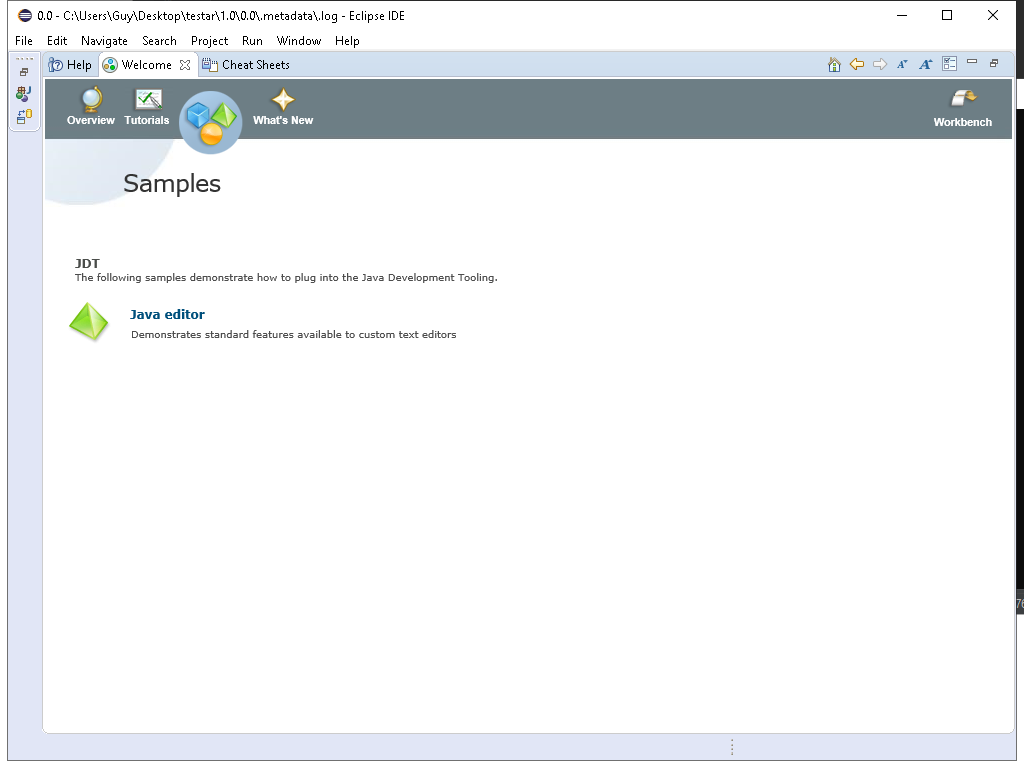 0.0 - C:\Users\Guy\Desktop\testar\1.0\0.0\.metadata\.log - Eclipse IDE
File Edit Navigate Search Project Run Window Help
Help Welcome Cheat Sheets
Overview Tutorials What's New Workbench
Samples
JDT
The following samples demonstrate how to plug into the Java Development Tooling.
Java editor
Demonstrates standard features available to custom text editors